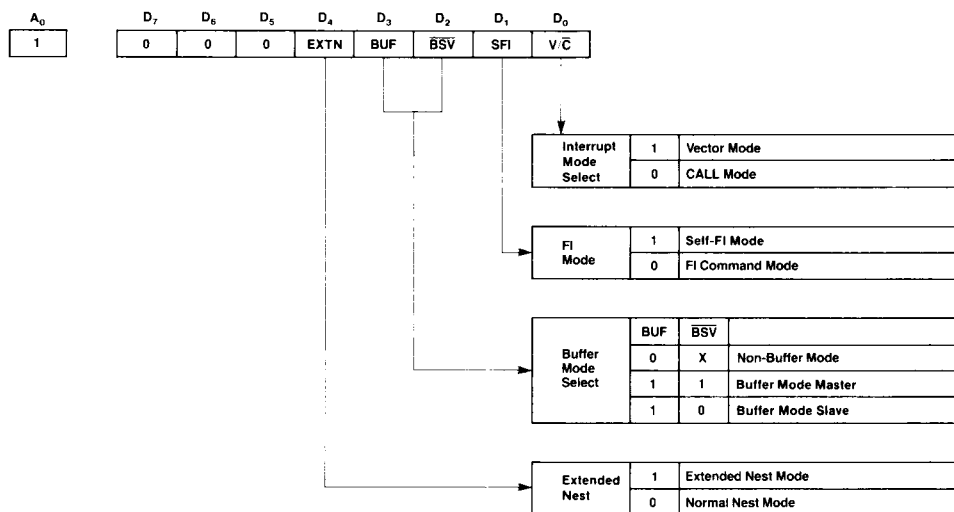 A0 D7 D6 D5 D4 D3 D2 D1 D0
1 0 0 0 EXTN BUF BSV SFI V/C
Interrupt Mode Select
1 Vector Mode
0 CALL Mode
FI Mode
1 Self-FI Mode
0 FI Command Mode
Buffer Mode Select
BUF BSV
0 X Non-Buffer Mode
1 1 Buffer Mode Master
1 0 Buffer Mode Slave
Extended Nest
1 Extended Nest Mode
0 Normal Nest Mode